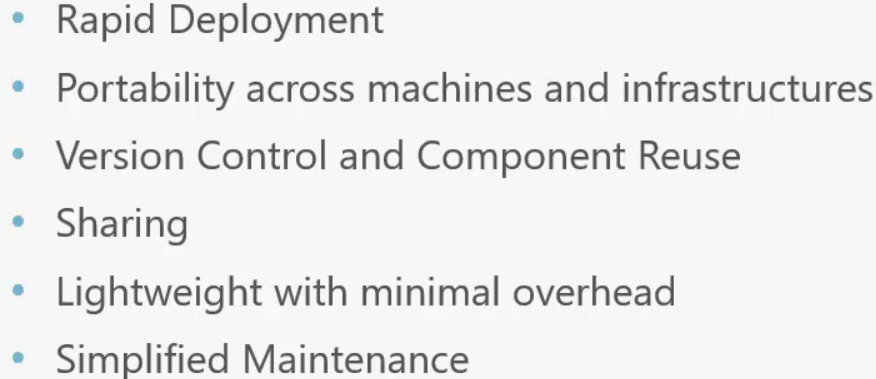 • Rapid Deployment
• Portability across machines and infrastructures
• Version Control and Component Reuse
• Sharing
• Lightweight with minimal overhead
• Simplified Maintenance